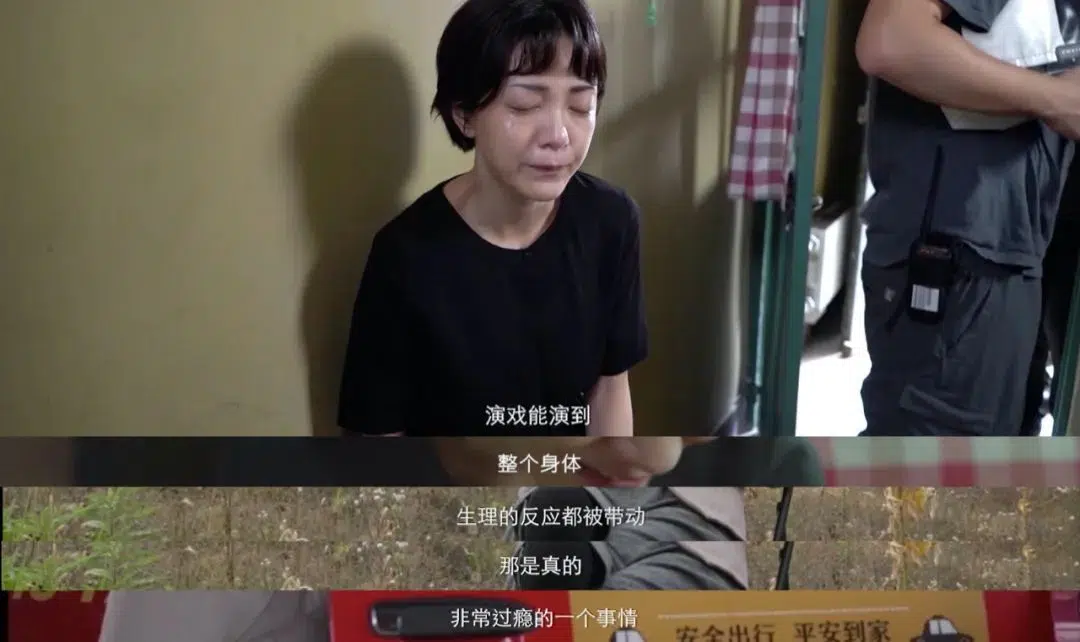 演戏能演到
整个身体
生理的反应都被带动
那是真的
非常过瘾的一个事情
安全出行 平安到家